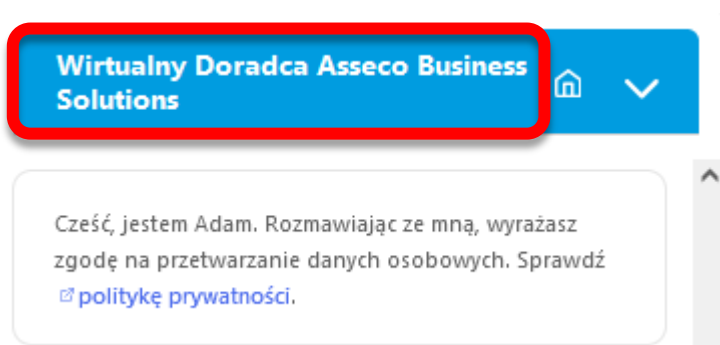 Wirtualny Doradca Asseco Business
Solutions
Cześć, jestem Adam. Rozmawiając ze mną, wyrażasz
zgodę na przetwarzanie danych osobowych. Sprawdź
politykę prywatności.